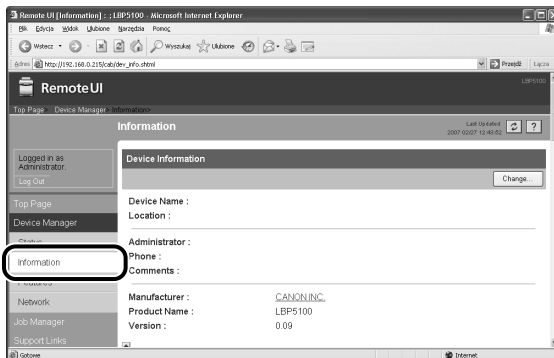 Remote UI [Information] : ; LBP5100 - Microsoft Internet Explorer
Plik Edycja Widok Ulubione Narzędzia Pomoc
Wstecz Wyszukaj Ulubione
Adres http://192.168.0.215/cab/dev_info.shtml Przejdź Łącza
Remote UI
LBP5100
Top Page> Device Manager> Information>
Information
Last Updated
2007 02/27 12:43:52
Logged in as
Administrator.
Log Out
Device Information
Change...
Top Page
Device Manager
Status
Information
Features
Network
Job Manager
Support Links
Device Name :
Location :
Administrator :
Phone :
Comments :
Manufacturer : CANON INC.
Product Name : LBP5100
Version : 0.09
Gotowe
Internet